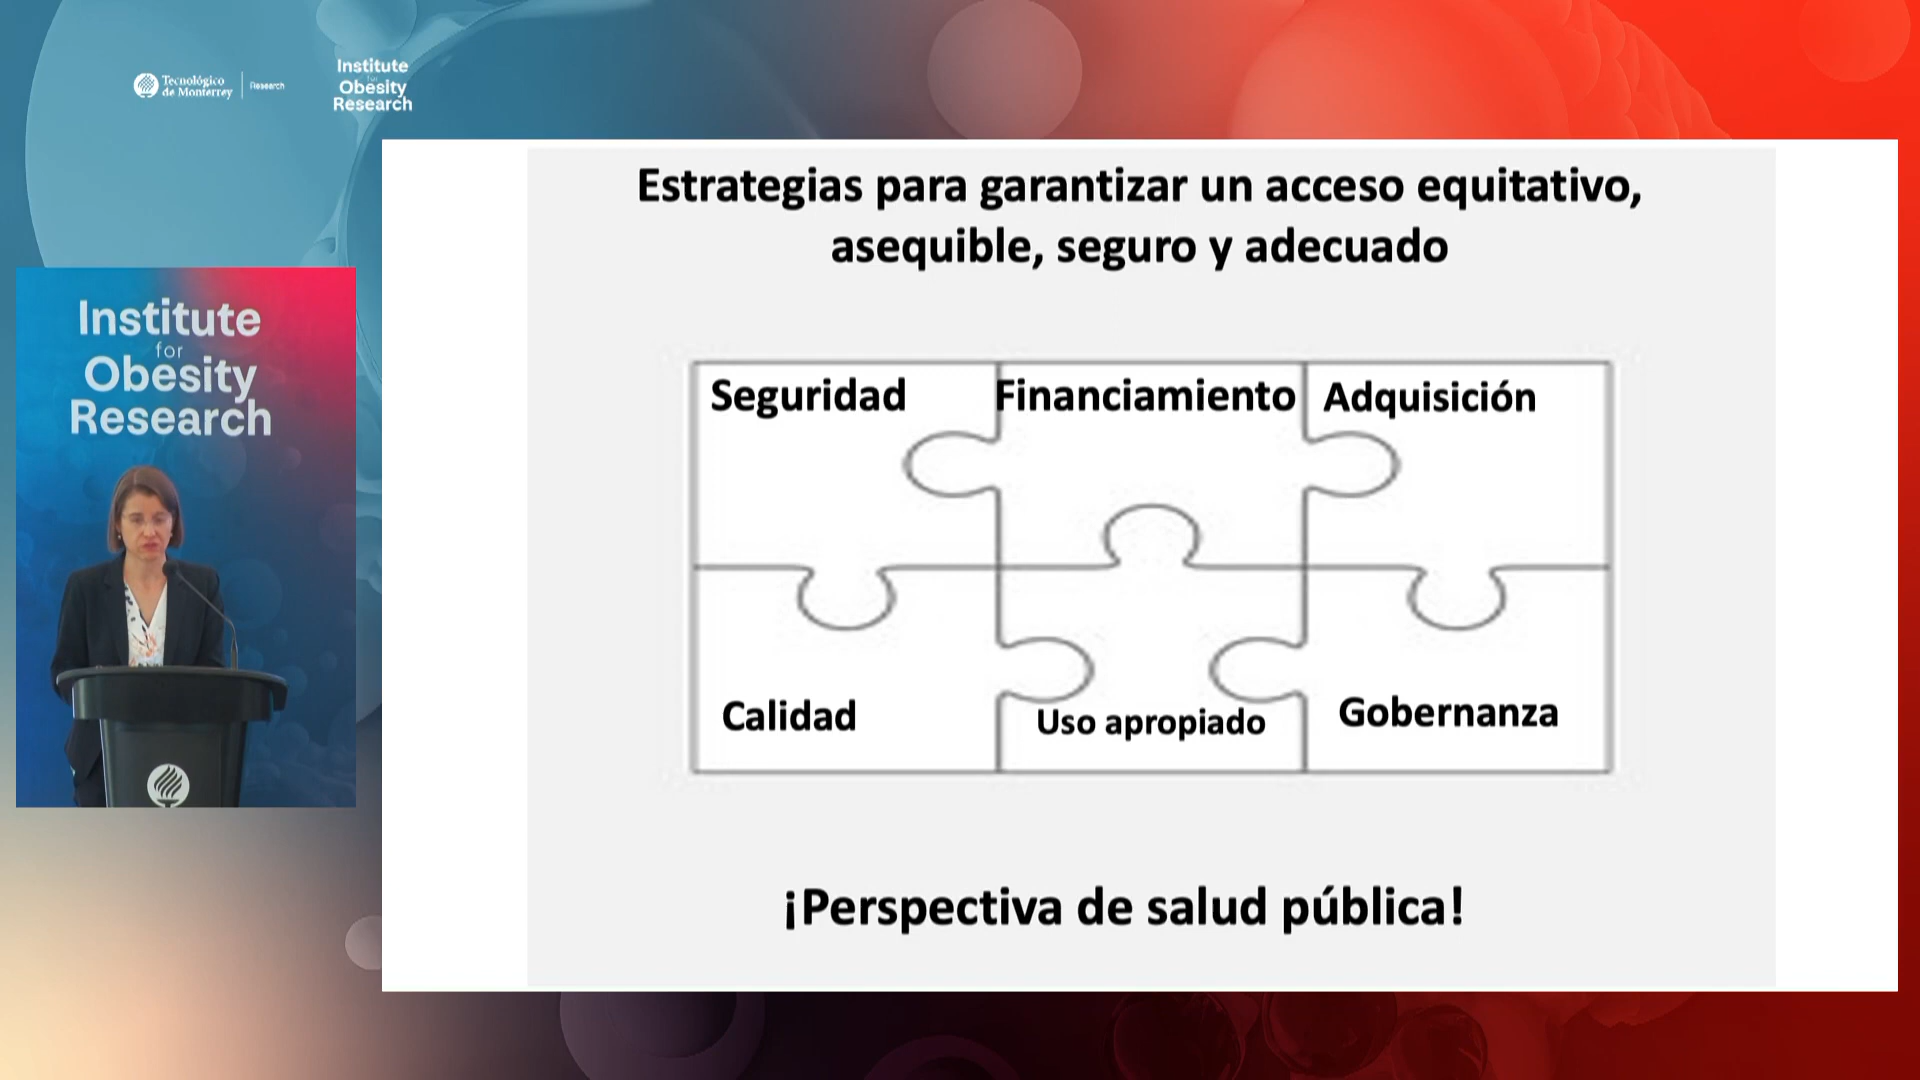 Tecnológico
de Monterrey
Research
Institute
for
Obesity
Research
Estrategias para garantizar un acceso equitativo,
asequible, seguro y adecuado
Institute
for
Obesity
Research
Seguridad
Financiamiento
Adquisición
Calidad
Uso apropiado
Gobernanza
¡Perspectiva de salud pública!